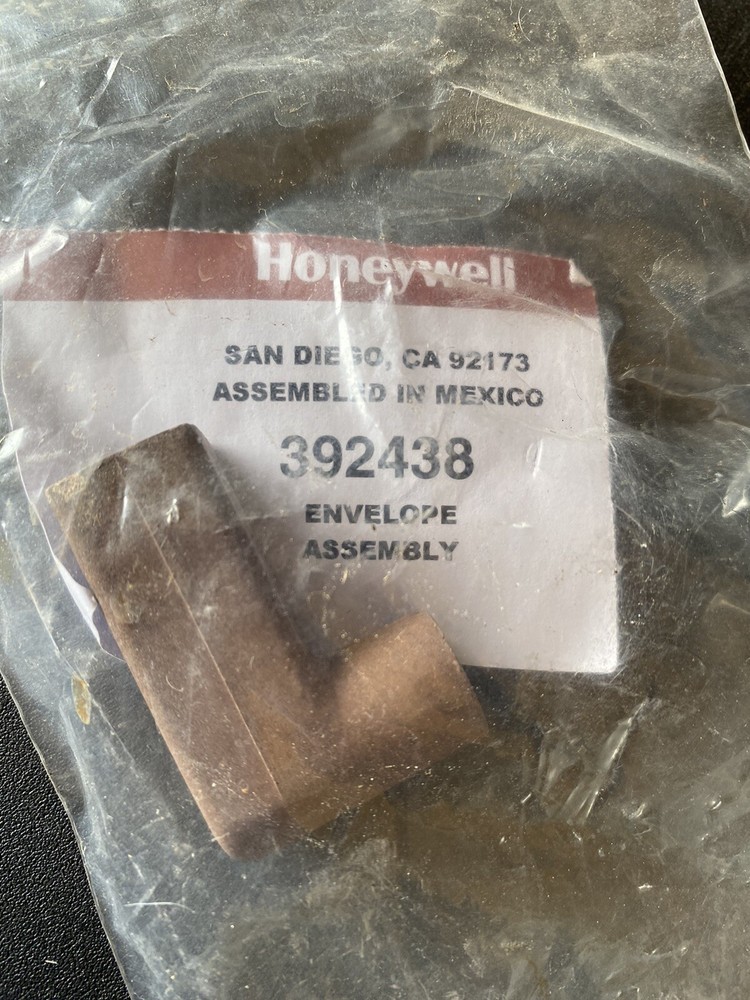 Honeywell
SAN DIEGO, CA 92173
ASSEMBLED IN MEXICO
392438
ENVELOPE
ASSEMBLY